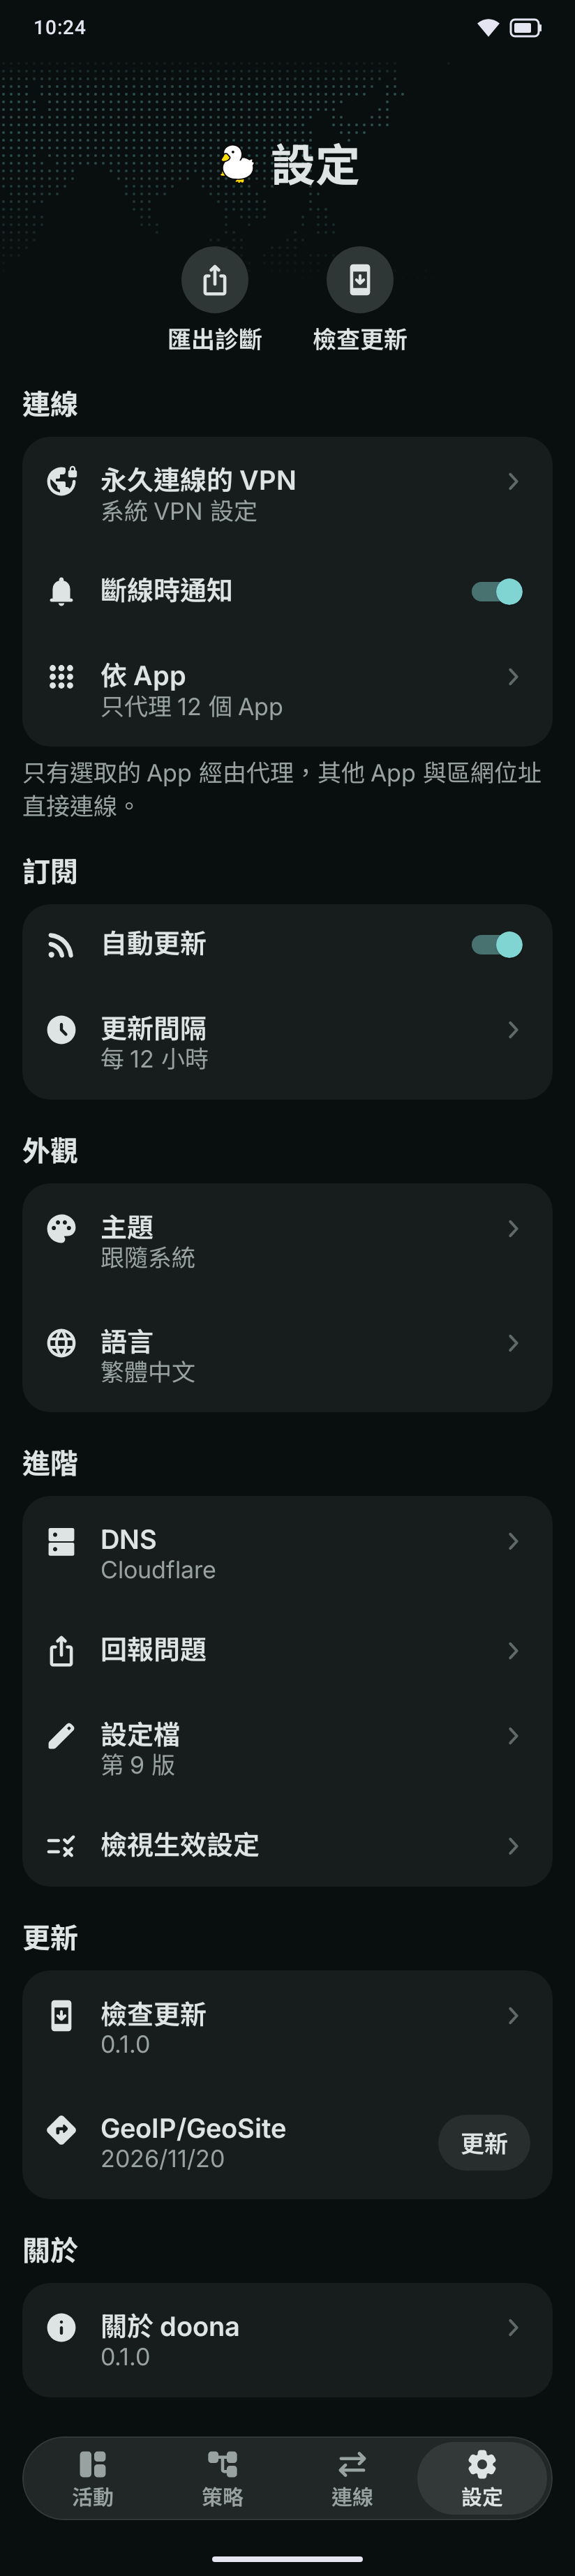 10:24
設定
匯出診斷
檢查更新
連線
永久連線的 VPN
系統 VPN 設定
斷線時通知
依 App
只代理 12 個 App
只有選取的 App 經由代理，其他 App 與區網位址
直接連線。
訂閱
自動更新
更新間隔
每 12 小時
外觀
主題
跟隨系統
語言
繁體中文
進階
DNS
Cloudflare
回報問題
設定檔
第 9 版
檢視生效設定
更新
檢查更新
0.1.0
GeoIP/GeoSite
2026/11/20
更新
關於
關於 doona
0.1.0
活動
策略
連線
設定